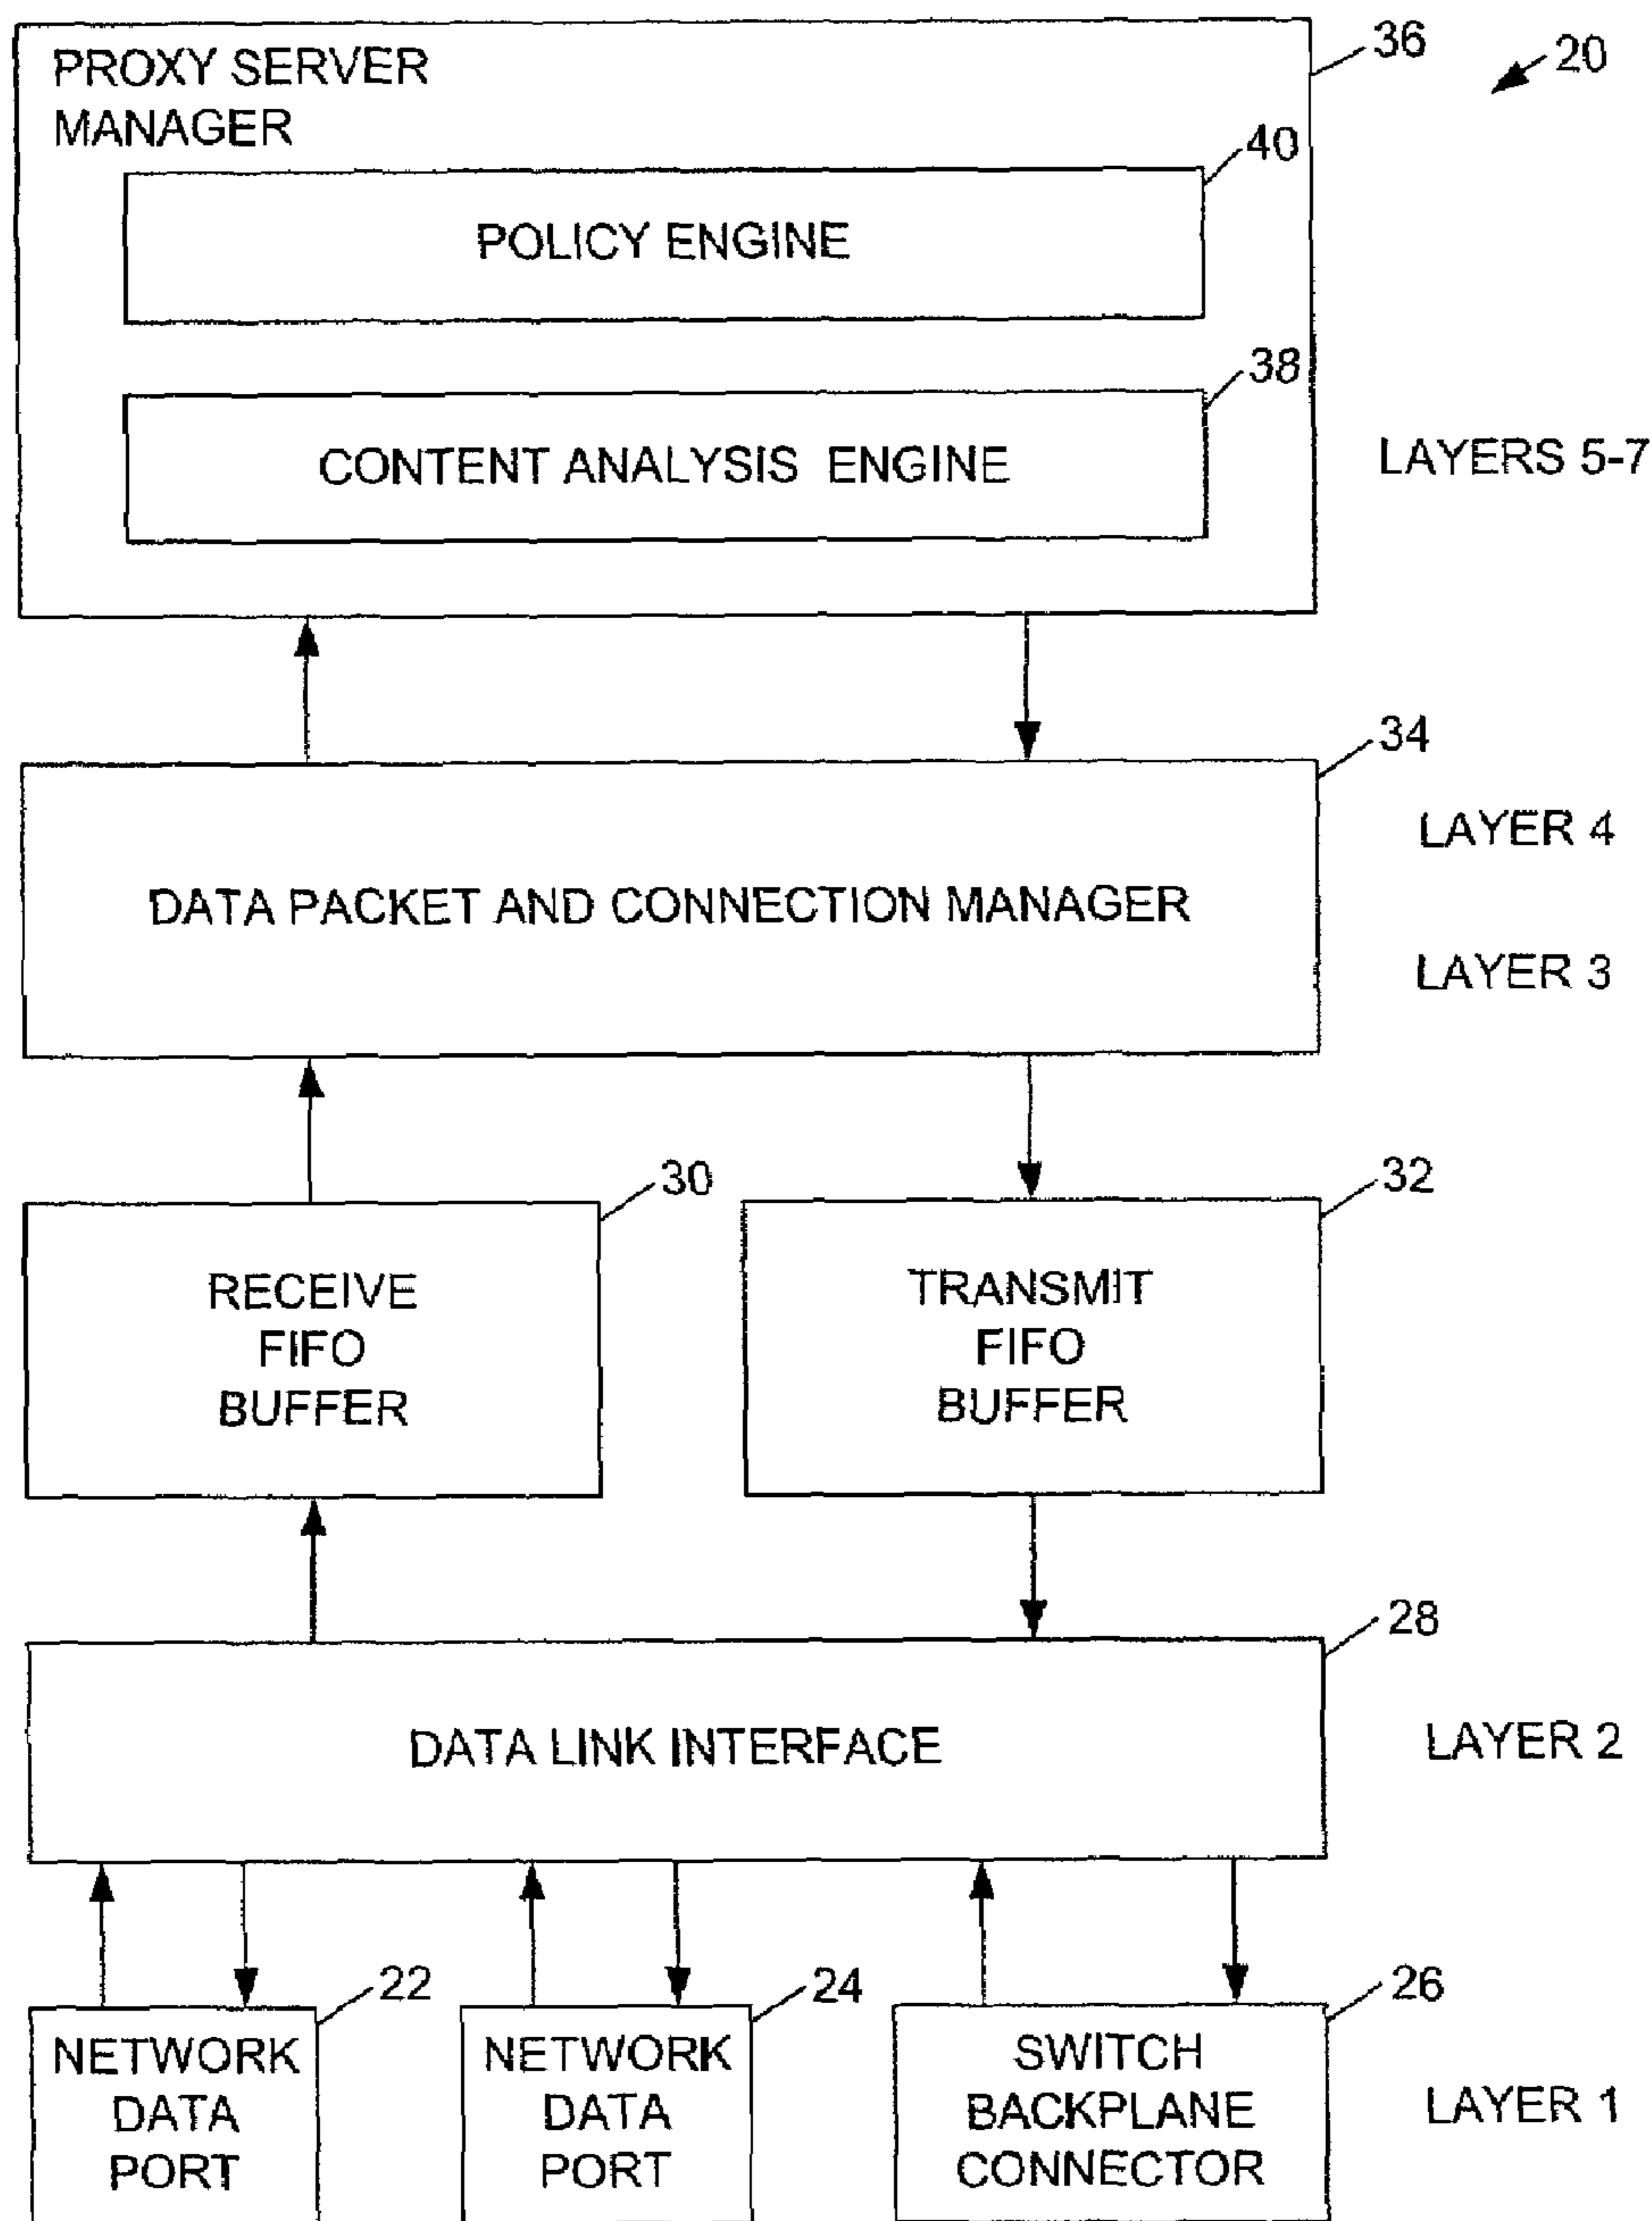 PROXY SERVER
MANAGER
36
20
40
POLICY ENGINE
38
CONTENT ANALYSIS ENGINE
LAYERS 5-7
34
LAYER 4
DATA PACKET AND CONNECTION MANAGER
LAYER 3
30
32
RECEIVE
FIFO
BUFFER
TRANSMIT
FIFO
BUFFER
28
DATA LINK INTERFACE
LAYER 2
22
24
26
NETWORK
DATA
PORT
NETWORK
DATA
PORT
SWITCH
BACKPLANE
CONNECTOR
LAYER 1